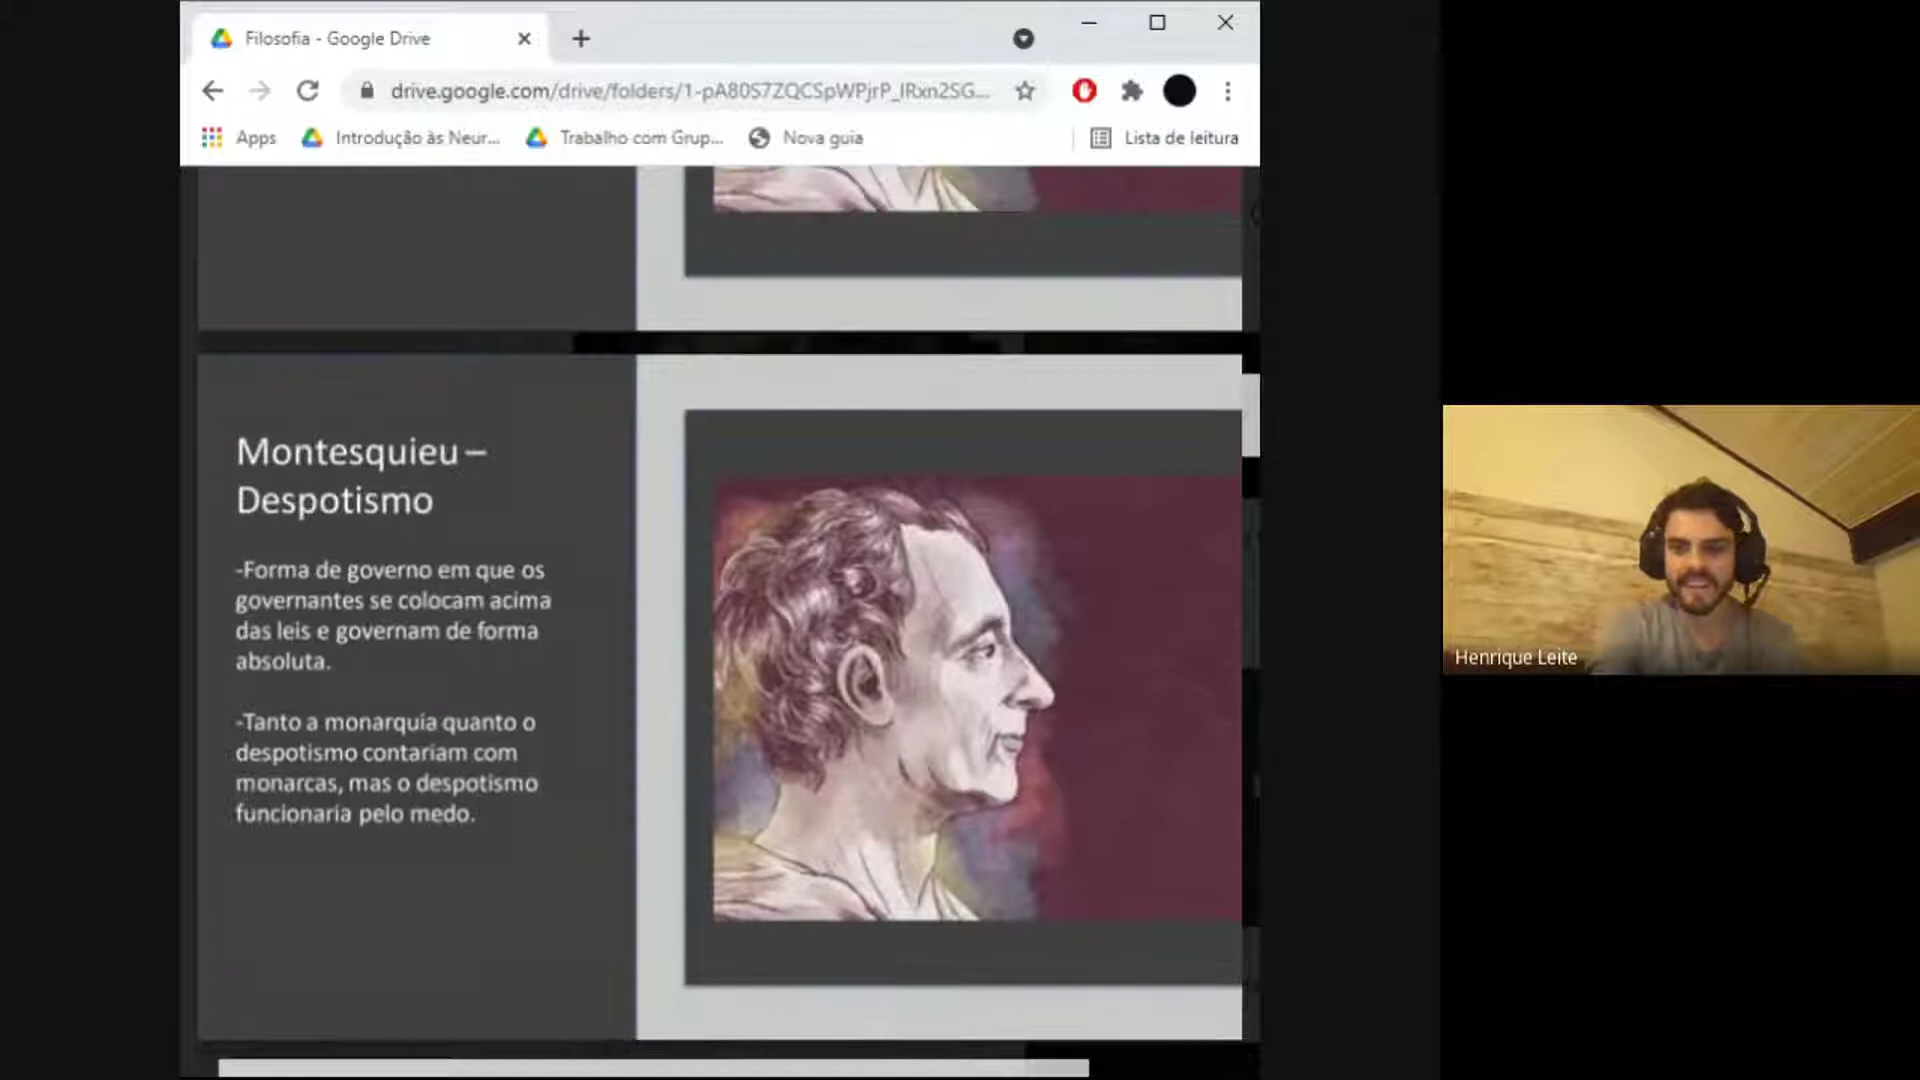 Filosofia - Google Drive
drive.google.com/drive/folders/1-pA80S7ZQCSpWPjrP_IRxn2SG...
Apps
Introdução às Neur...
Trabalho com Grup...
Nova guia
Lista de leitura
Montesquieu –
Despotismo
-Forma de governo em que os
governantes se colocam acima
das leis e governam de forma
absoluta.
-Tanto a monarquia quanto o
despotismo contariam com
monarcas, mas o despotismo
funcionaria pelo medo.
Henrique Leite